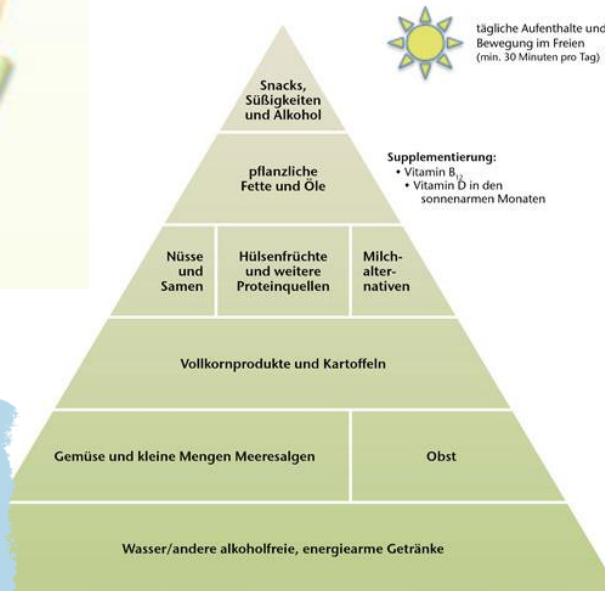 tägliche Aufenthalte und
Bewegung im Freien
(min. 30 Minuten pro Tag)
Snacks,
Süßigkeiten
und Alkohol
Supplementierung:
• Vitamin B12
• Vitamin D in den
sonnenarmen Monaten
pflanzliche
Fette und Öle
Nüsse
und
Samen
Hülsenfrüchte
und weitere
Proteinquellen
Milch-
alter-
nativen
Vollkornprodukte und Kartoffeln
Gemüse und kleine Mengen Meeresalgen
Obst
Wasser/andere alkoholfreie, energiearme Getränke